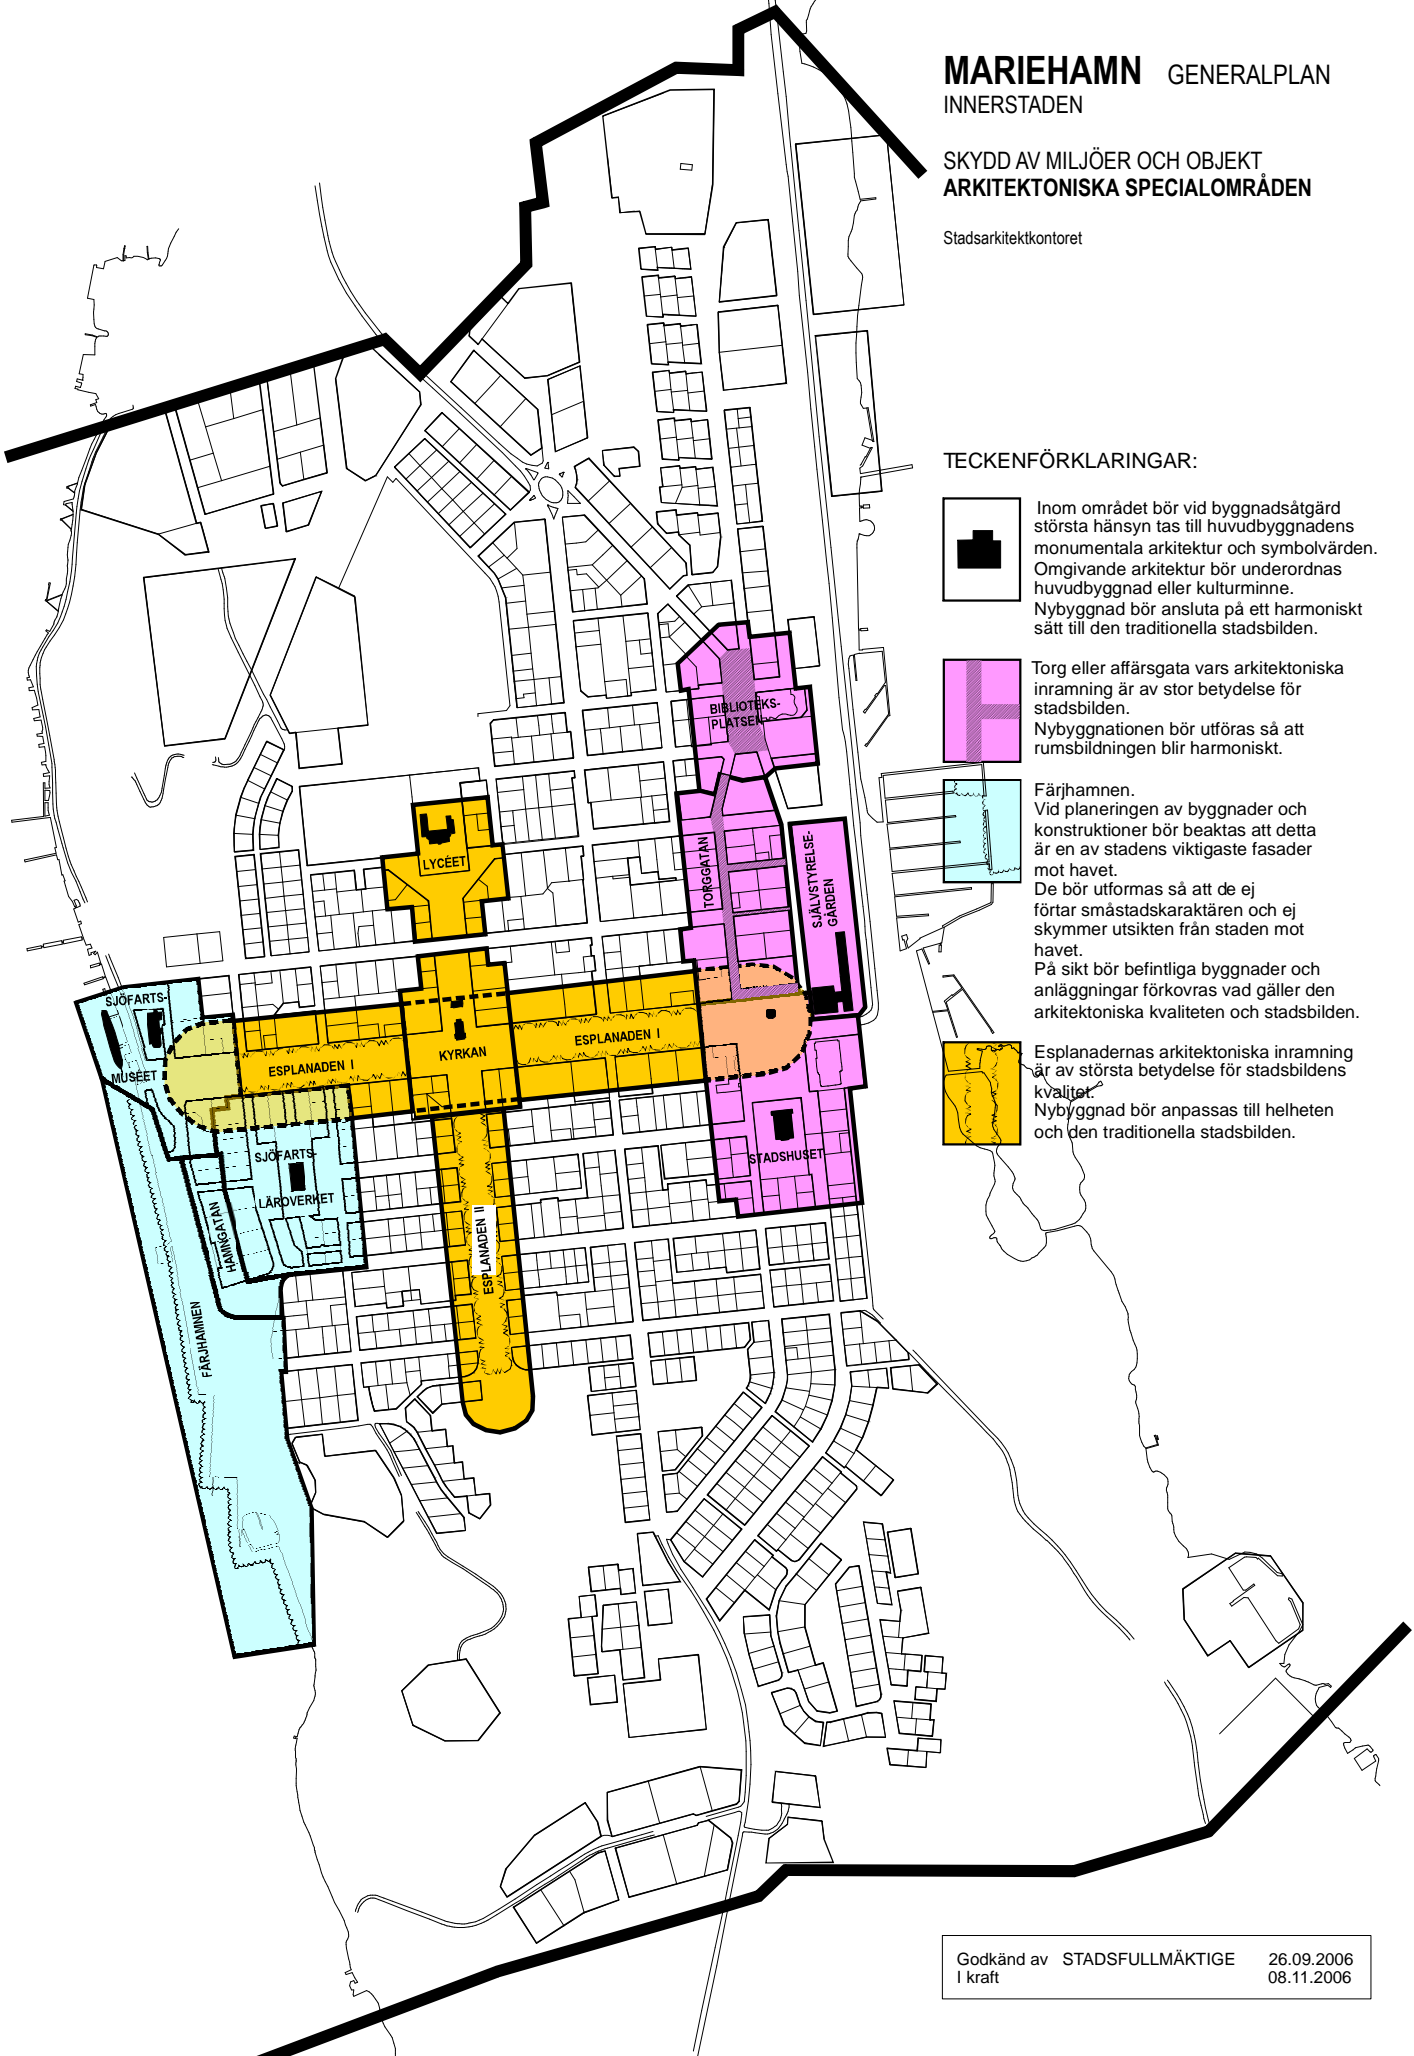 MARIEHAMN GENERALPLAN
INNERSTADEN
SKYDD AV MILJÖER OCH OBJEKT
ARKITEKTONISKA SPECIALOMRÅDEN
Stadsarkitektkontoret
TECKENFÖRKLARINGAR:
Inom området bör vid byggnadsåtgärd
största hänsyn tas till huvudbyggnadens
monumentala arkitektur och symbolvärden.
Omgivande arkitektur bör underordnas
huvudbyggnad eller kulturminne.
Nybyggnad bör ansluta på ett harmoniskt
sätt till den traditionella stadsbilden.
Torg eller affärsgata vars arkitektoniska
inramning är av stor betydelse för
stadsbilden.
Nybyggnationen bör utföras så att
rumsbildningen blir harmoniskt.
Färjhamnen.
Vid planeringen av byggnader och
konstruktioner bör beaktas att detta
är en av stadens viktigaste fasader
mot havet.
De bör utformas så att de ej
förtar småstadskaraktären och ej
skymmer utsikten från staden mot
havet.
På sikt bör befintliga byggnader och
anläggningar förkovras vad gäller den
arkitektoniska kvaliteten och stadsbilden.
Esplanadernas arkitektoniska inramning
är av största betydelse för stadsbildens
kvalitet.
Nybyggnad bör anpassas till helheten
och den traditionella stadsbilden.
BIBLIOTEKS-
PLATSEN
TORGGATAN
SJÄLVSTYRELSE-
GÅRDEN
LYCÉET
SJÖFARTS-
MUSEET
ESPLANADEN I
KYRKAN
ESPLANADEN I
STADSHUSET
SJÖFARTS-
LÄROVERKET
HAMNGATAN
ESPLANADEN II
FÄRJHAMNEN
Godkänd av STADSFULLMÄKTIGE 26.09.2006
I kraft 08.11.2006